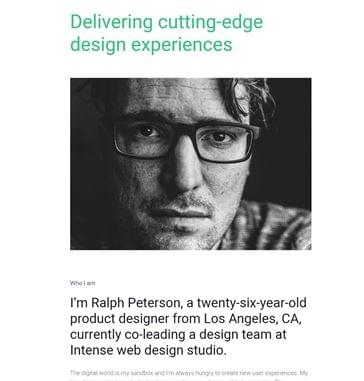 Delivering cutting-edge
design experiences
Who I am
I'm Ralph Peterson, a twenty-six-year-old
product designer from Los Angeles, CA,
currently co-leading a design team at
Intense web design studio.
The digital world is my sandbox and I'm always hungry to create new user experiences. My